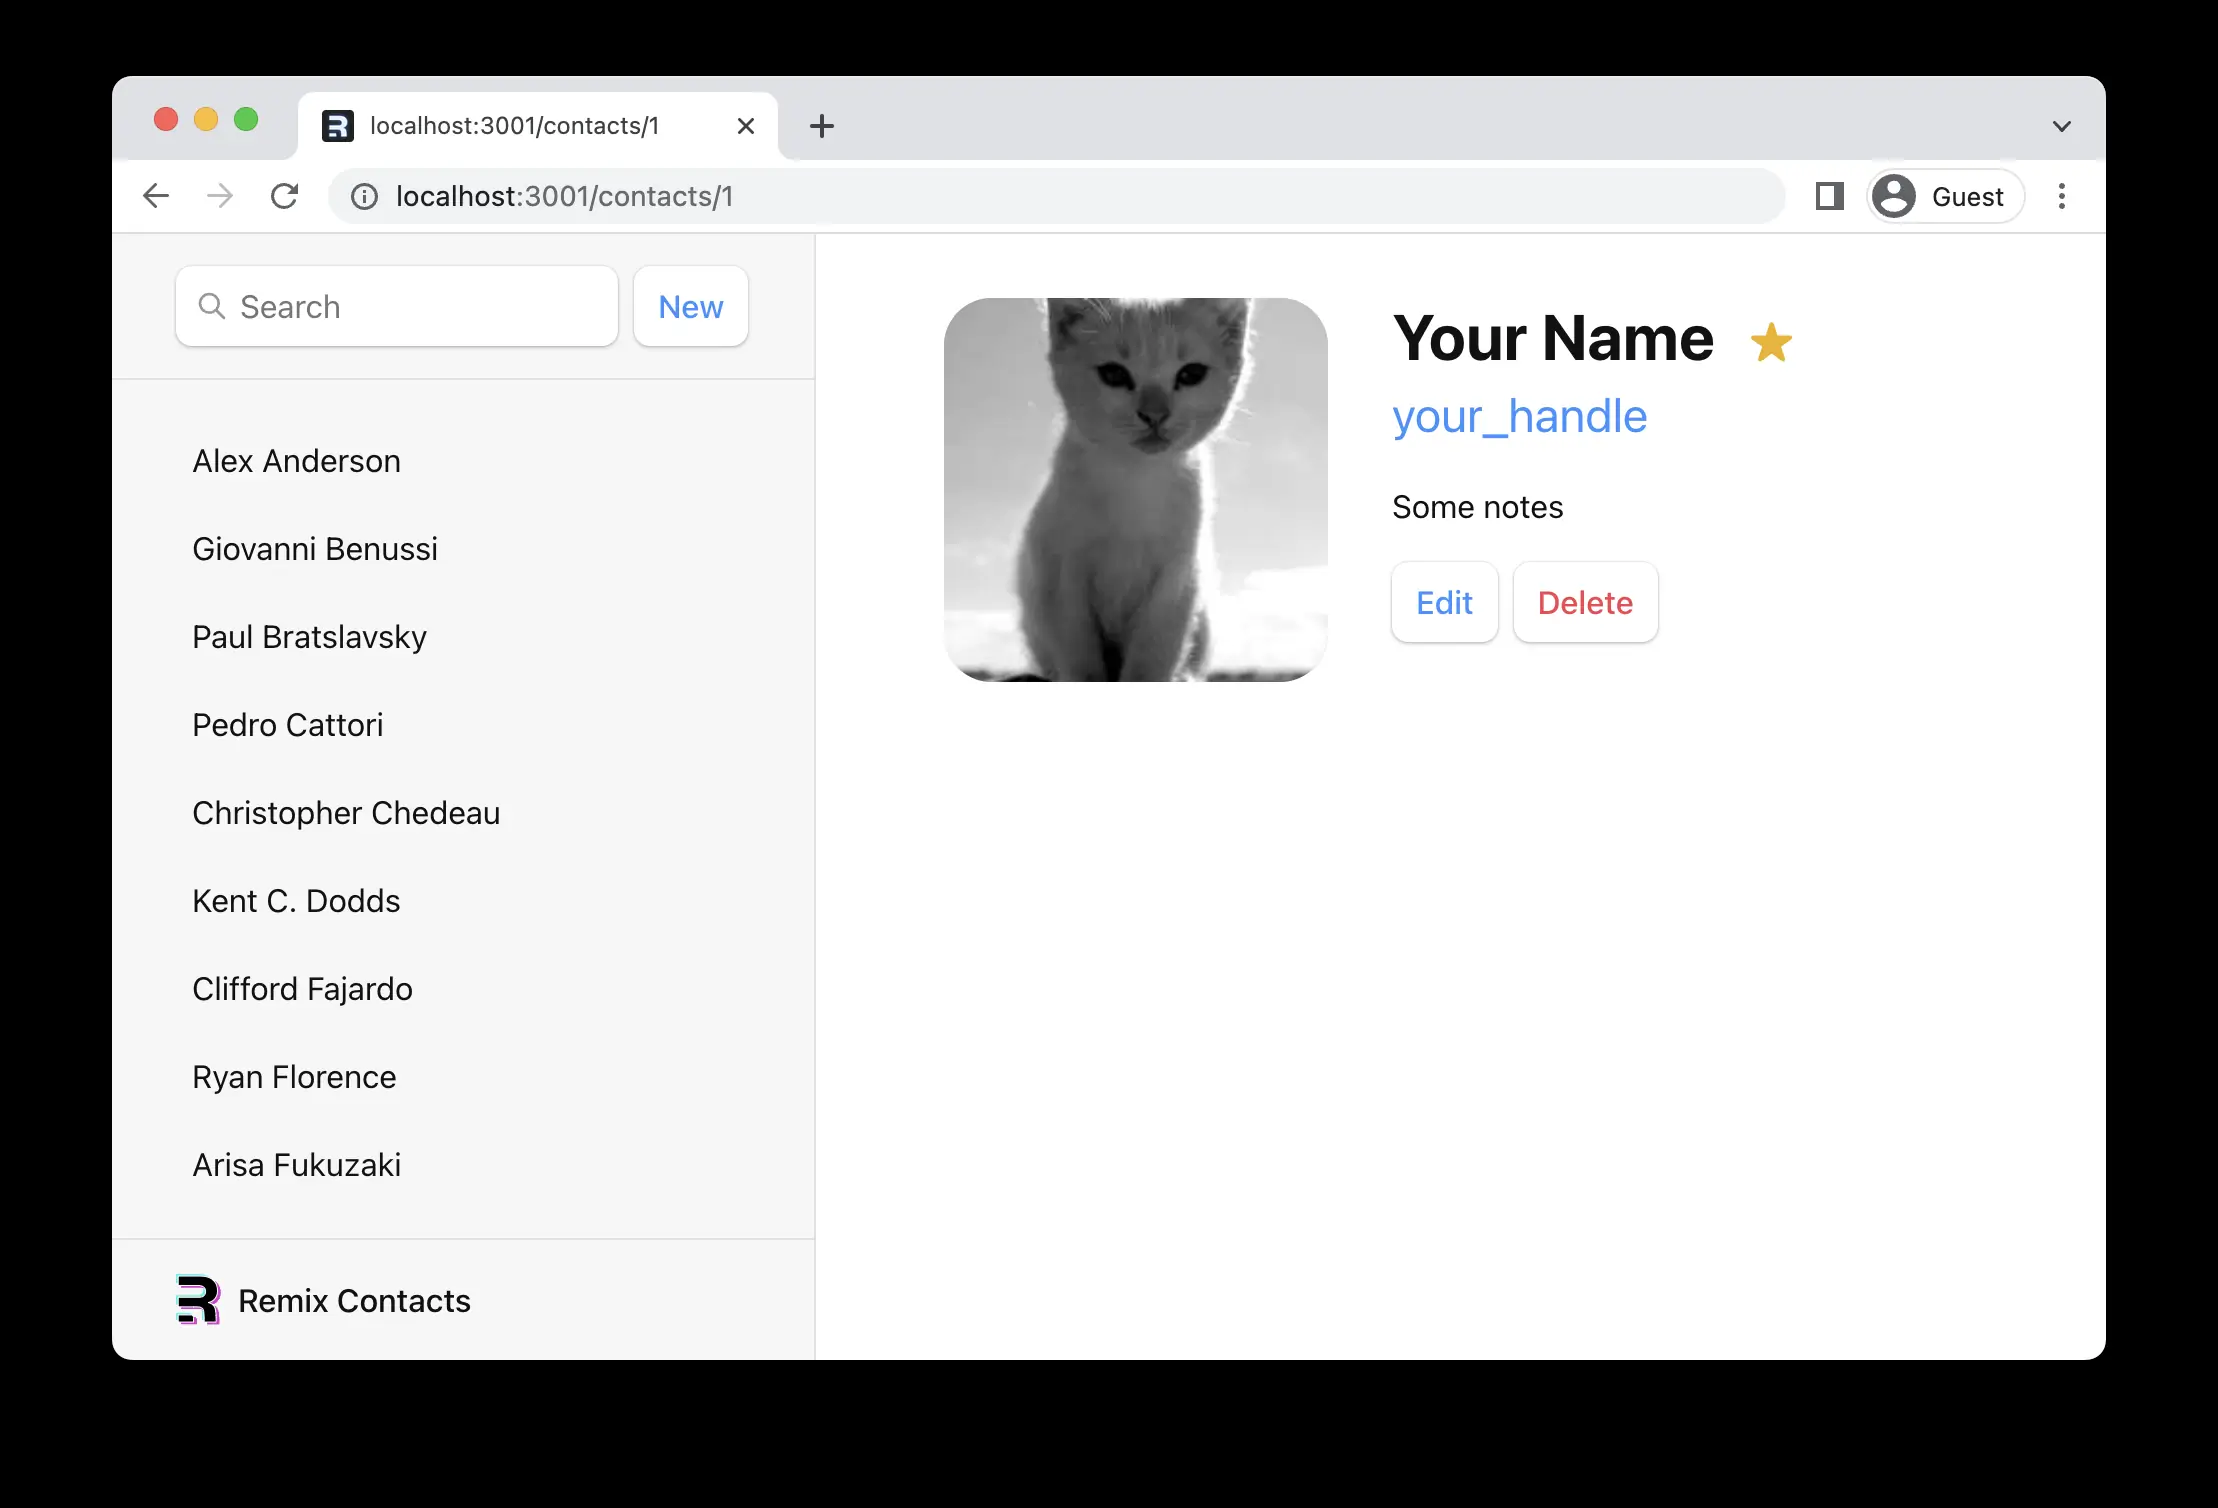 localhost:3001/contacts/1
localhost:3001/contacts/1
Guest
Search
New
Alex Anderson
Giovanni Benussi
Paul Bratslavsky
Pedro Cattori
Christopher Chedeau
Kent C. Dodds
Clifford Fajardo
Ryan Florence
Arisa Fukuzaki
Remix Contacts
Your Name
your_handle
Some notes
Edit
Delete